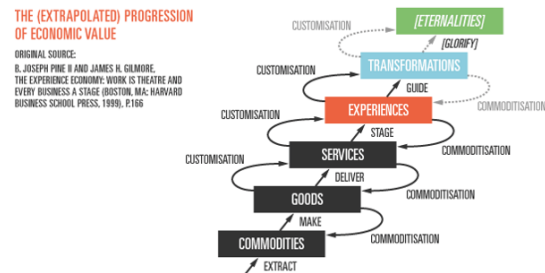 THE (EXTRAPOLATED) PROGRESSION
OF ECONOMIC VALUE
ORIGINAL SOURCE:
B. JOSEPH PINE II AND JAMES H. GILMORE,
THE EXPERIENCE ECONOMY: WORK IS THEATRE AND
EVERY BUSINESS A STAGE (BOSTON, MA: HARVARD
BUSINESS SCHOOL PRESS, 1999), P.166
[ETERNALITIES]
CUSTOMISATION
[GLORIFY]
TRANSFORMATIONS
CUSTOMISATION
GUIDE
COMMODITISATION
EXPERIENCES
CUSTOMISATION
STAGE
COMMODITISATION
SERVICES
CUSTOMISATION
DELIVER
COMMODITISATION
GOODS
MAKE
COMMODITISATION
COMMODITIES
EXTRACT